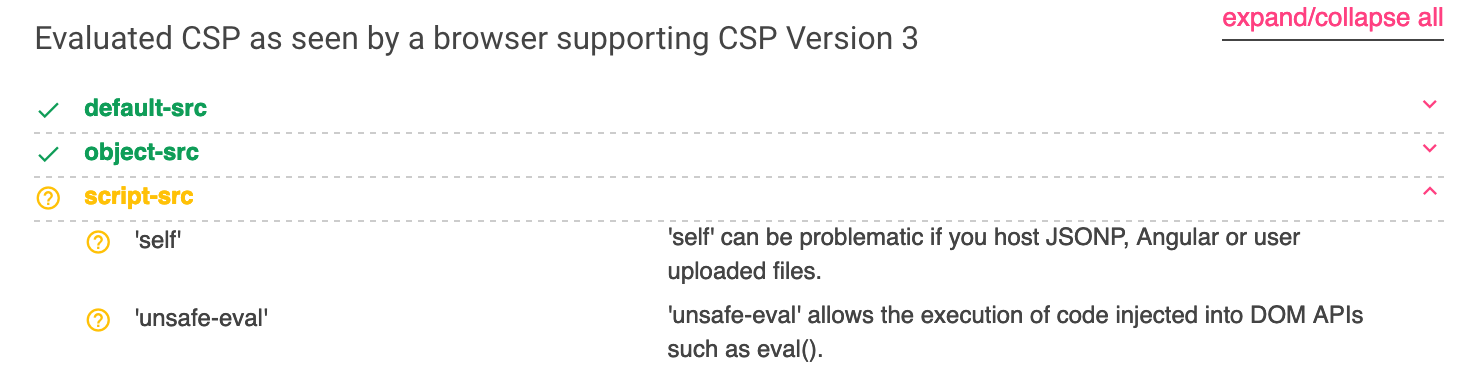 expand/collapse all
Evaluated CSP as seen by a browser supporting CSP Version 3
default-src
object-src
script-src
'self'
'self' can be problematic if you host JSONP, Angular or user
uploaded files.
'unsafe-eval'
'unsafe-eval' allows the execution of code injected into DOM APIs
such as eval().